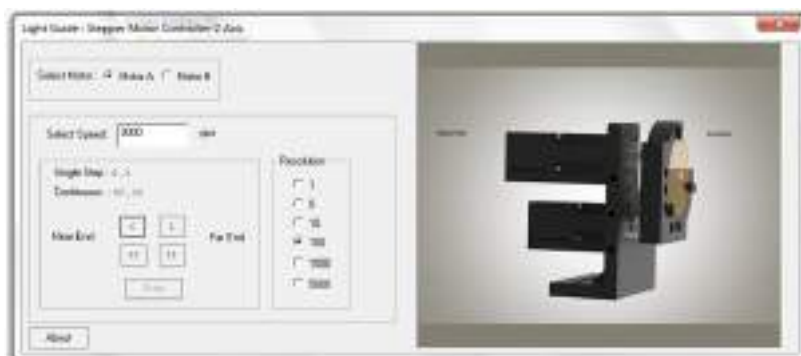 Light Guide : Stepper Motor Controller-2 Axis
Select Motor : Motor A Motor B
Select Speed 3000
Single Step : < , >
Continuous : << , >>
Near End < > Far End
<< >>
Stop
Resolution
1
5
10
100
1000
5000
About